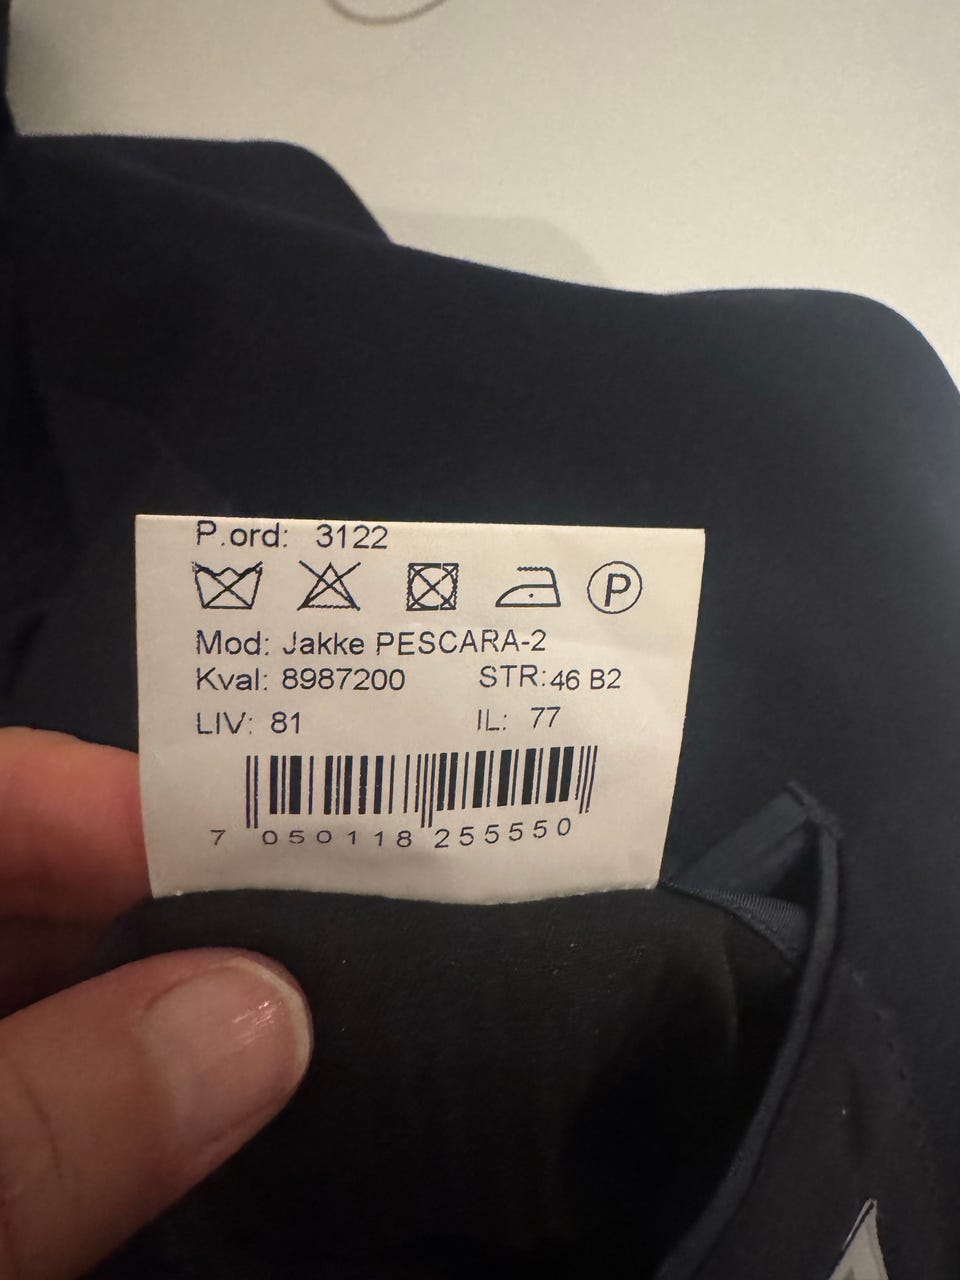 P.ord: 3122
P
Mod: Jakke PESCARA-2
Kval: 8987200 STR:46 B2
LIV: 81 IL: 77
7 050118 255550